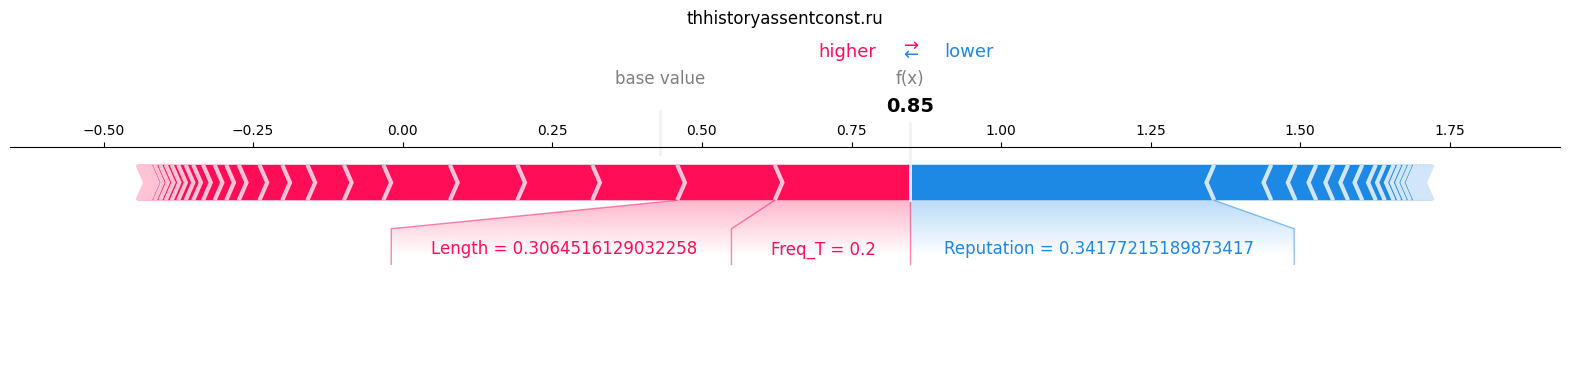 thhistoryassentconst.ru
higher ⇄ lower
base value f(x)
0.85
−0.50 −0.25 0.00 0.25 0.50 0.75 1.00 1.25 1.50 1.75
Length = 0.3064516129032258 Freq_T = 0.2 Reputation = 0.34177215189873417